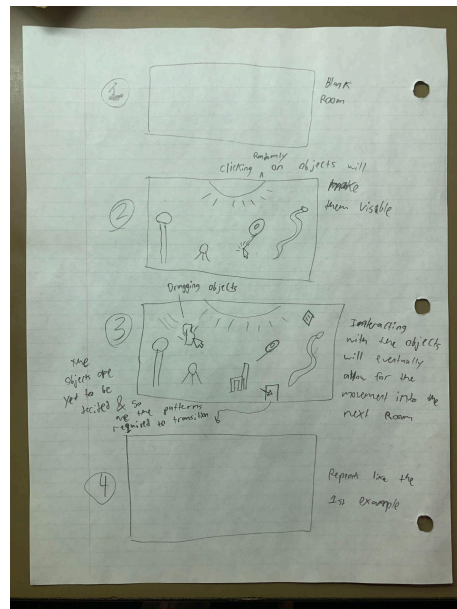 1
Blank
Room
Randomly
clicking on objects will
make
them visable
2
Dragging objects
3
Interacting
with the objects
will eventually
allow for the
movement into the
next Room
The
objects are
yet to be
decided & so
are the patterns
required to transition
4
Repeat like the
1st example